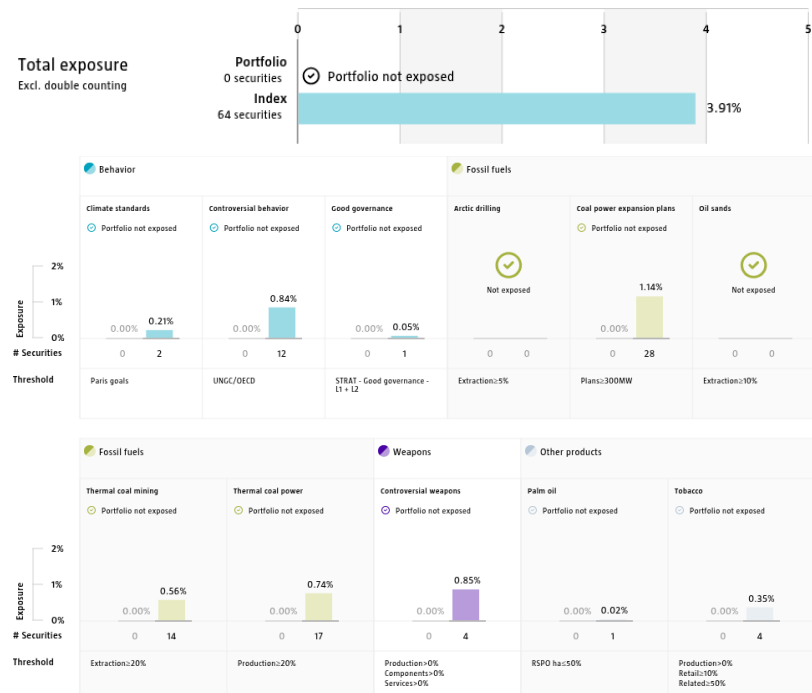 0 1 2 3 4 5
Total exposure
Excl. double counting
Portfolio
0 securities
Portfolio not exposed
Index
64 securities
3.91%
Behavior
Fossil fuels
Climate standards
Controversial behavior
Good governance
Arctic drilling
Coal power expansion plans
Oil sands
Portfolio not exposed
Portfolio not exposed
Portfolio not exposed
Portfolio not exposed
Not exposed
Not exposed
Exposure
2%
1%
0%
0.00% 0.21%
0.00% 0.84%
0.00% 0.05%
0.00% 1.14%
# Securities
0 2
0 12
0 1
0 0
0 28
0 0
Threshold
Paris goals
UNGC/OECD
STRAT - Good governance -
L1 + L2
Extraction≥5%
Plans≥300MW
Extraction≥10%
Fossil fuels
Weapons
Other products
Thermal coal mining
Thermal coal power
Controversial weapons
Palm oil
Tobacco
Portfolio not exposed
Portfolio not exposed
Portfolio not exposed
Portfolio not exposed
Portfolio not exposed
Exposure
2%
1%
0%
0.00% 0.56%
0.00% 0.74%
0.00% 0.85%
0.00% 0.02%
0.00% 0.35%
# Securities
0 14
0 17
0 4
0 1
0 4
Threshold
Extraction≥20%
Production≥20%
Production>0%
Components>0%
Services>0%
RSPO ha≤50%
Production>0%
Retail≥10%
Related≥50%